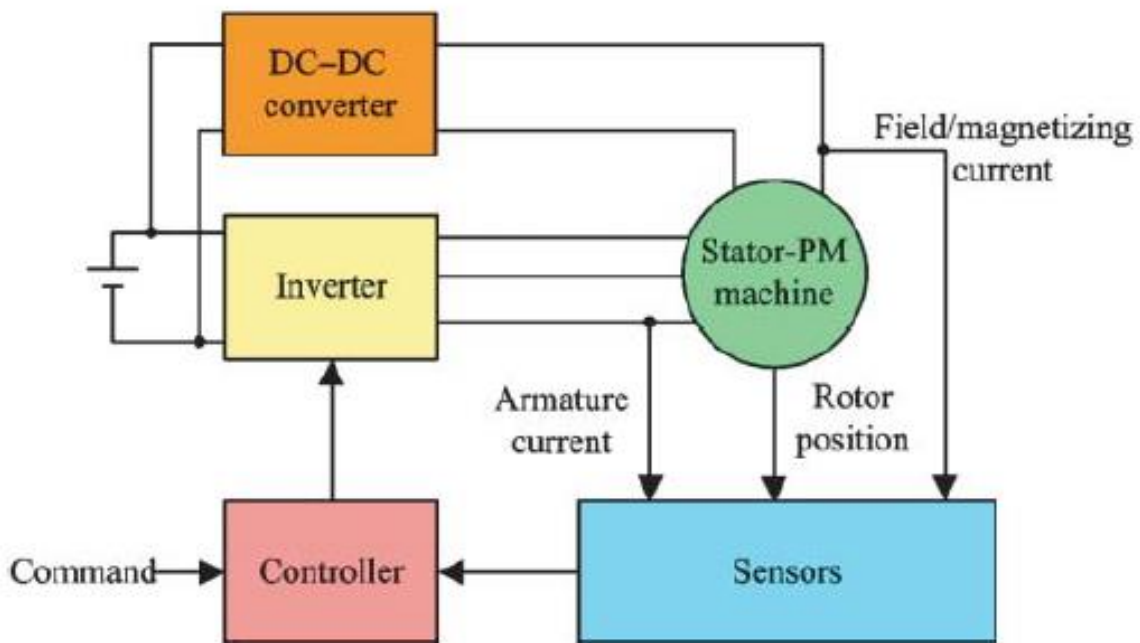 DC–DC
converter
Field/magnetizing
current
Inverter
Stator-PM
machine
Armature
current
Rotor
position
Command
Controller
Sensors